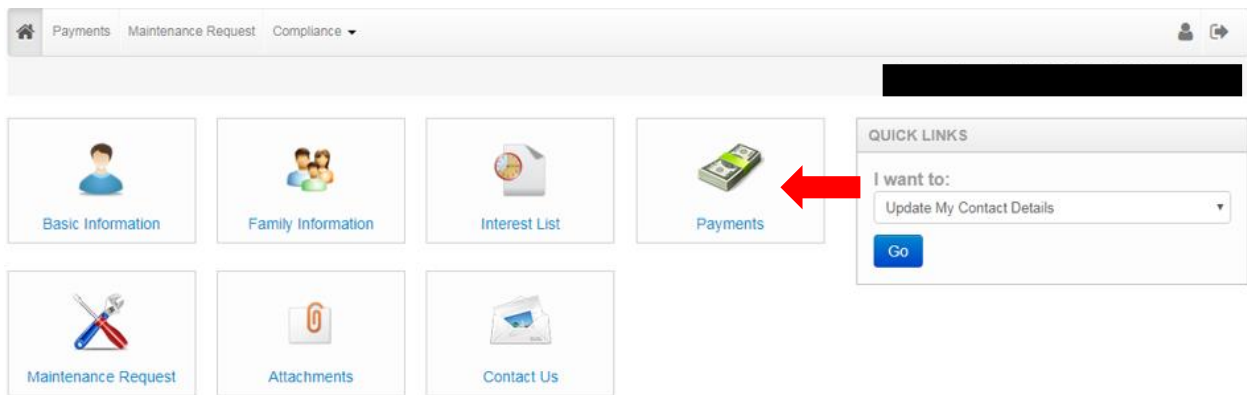 Payments Maintenance Request Compliance
QUICK LINKS
I want to:
Update My Contact Details
Go
Basic Information
Family Information
Interest List
Payments
Maintenance Request
Attachments
Contact Us